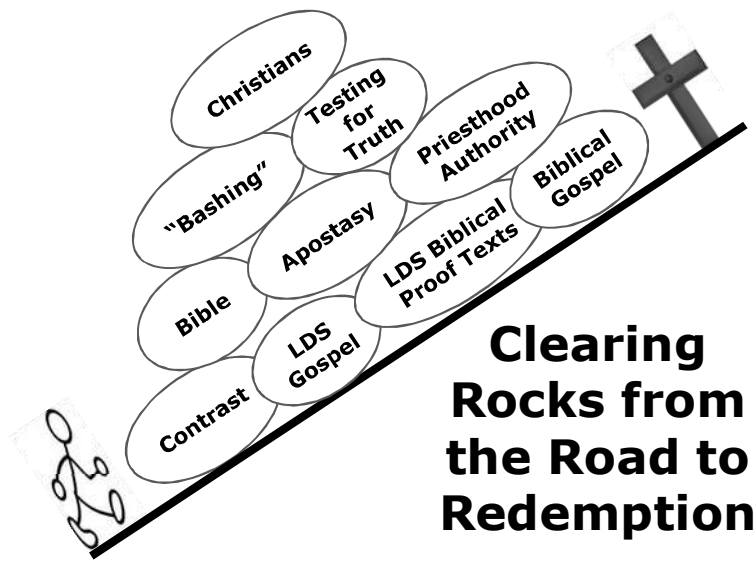 Christians
Testing
for
Truth
Priesthood
Authority
Biblical
Gospel
“Bashing”
Apostasy
LDS Biblical
Proof Texts
Bible
LDS
Gospel
Contrast
Clearing
Rocks from
the Road to
Redemption